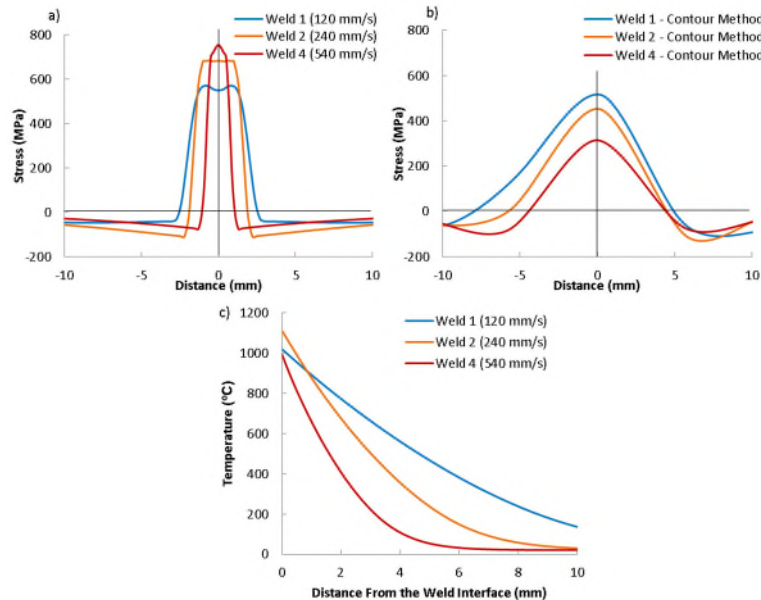 a)
Weld 1 (120 mm/s)
Weld 2 (240 mm/s)
Weld 4 (540 mm/s)
Stress (MPa)
800
600
400
200
0
-200
-10
-5
0
5
10
Distance (mm)
b)
Weld 1 - Contour Method
Weld 2 - Contour Method
Weld 4 - Contour Method
Stress (MPa)
800
600
400
200
0
-200
-10
-5
0
5
10
Distance (mm)
c)
Weld 1 (120 mm/s)
Weld 2 (240 mm/s)
Weld 4 (540 mm/s)
Temperature (°C)
1200
1000
800
600
400
200
0
0
2
4
6
8
10
Distance From the Weld Interface (mm)